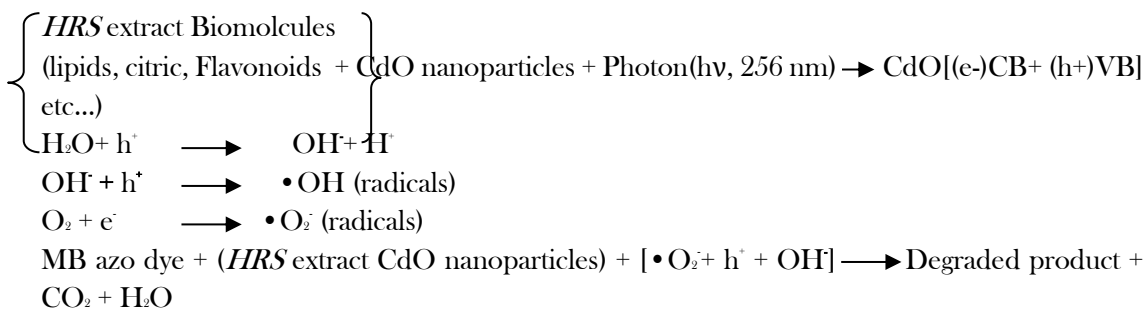 HRS extract Biomolcules
(lipids, citric, Flavonoids + CdO nanoparticles + Photon(hν, 256 nm) → CdO[(e-)CB+ (h+)VB]
etc...)
H₂O+ h⁺ → OH⁻+ H⁺
OH⁻ + h⁺ → •OH (radicals)
O₂ + e⁻ → •O₂⁻ (radicals)
MB azo dye + (HRS extract CdO nanoparticles) + [•O₂⁻+ h⁺ + OH⁻] → Degraded product +
CO₂ + H₂O